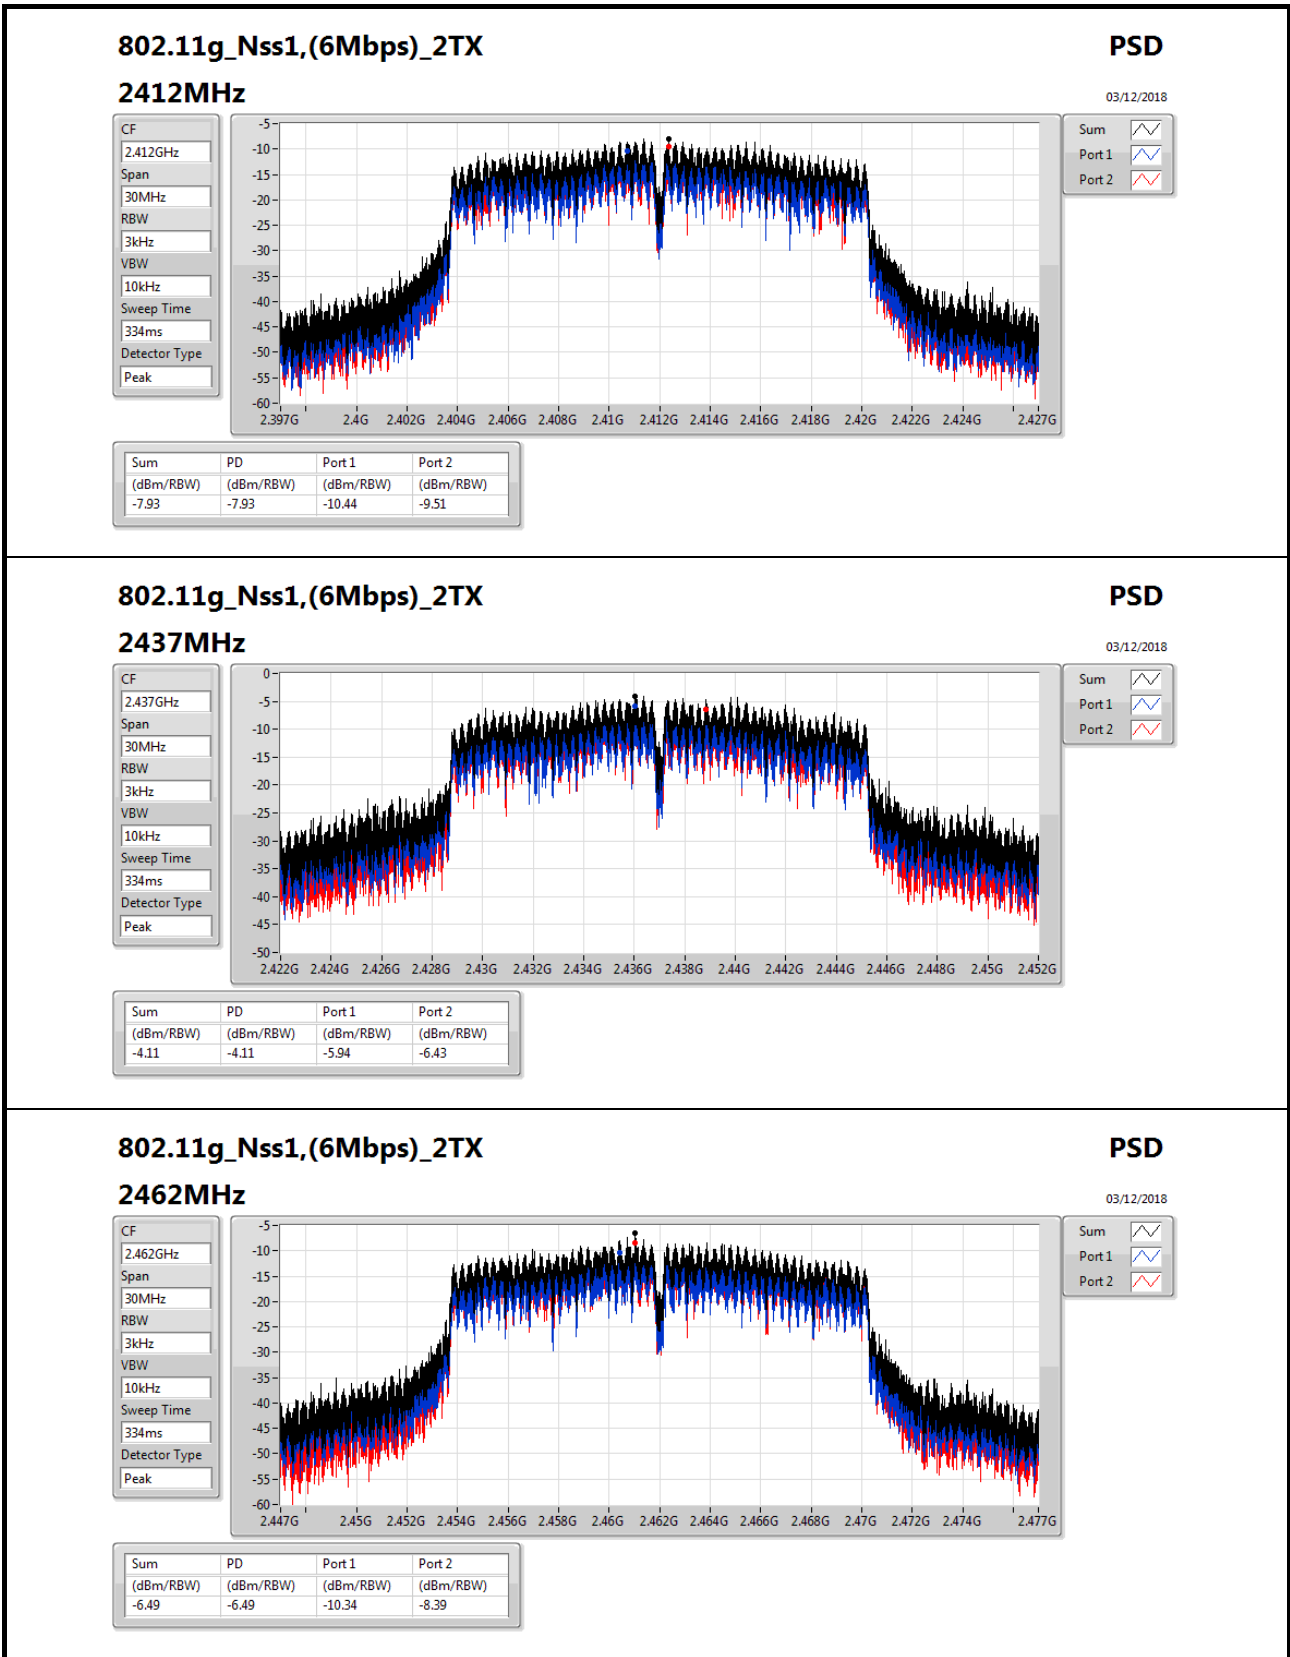 802.11g_Nss1,(6Mbps)_2TX PSD
2412MHz 03/12/2018
CF
2.412GHz
Span
30MHz
RBW
3kHz
VBW
10kHz
Sweep Time
334ms
Detector Type
Peak
-5
-10
-15
-20
-25
-30
-35
-40
-45
-50
-55
-60
2.397G 2.4G 2.402G 2.404G 2.406G 2.408G 2.41G 2.412G 2.414G 2.416G 2.418G 2.42G 2.422G 2.424G 2.427G
Sum
Port 1
Port 2
Sum PD Port 1 Port 2
(dBm/RBW) (dBm/RBW) (dBm/RBW) (dBm/RBW)
-7.93 -7.93 -10.44 -9.51
802.11g_Nss1,(6Mbps)_2TX PSD
2437MHz 03/12/2018
CF
2.437GHz
Span
30MHz
RBW
3kHz
VBW
10kHz
Sweep Time
334ms
Detector Type
Peak
0
-5
-10
-15
-20
-25
-30
-35
-40
-45
-50
2.422G 2.424G 2.426G 2.428G 2.43G 2.432G 2.434G 2.436G 2.438G 2.44G 2.442G 2.444G 2.446G 2.448G 2.45G 2.452G
Sum
Port 1
Port 2
Sum PD Port 1 Port 2
(dBm/RBW) (dBm/RBW) (dBm/RBW) (dBm/RBW)
-4.11 -4.11 -5.94 -6.43
802.11g_Nss1,(6Mbps)_2TX PSD
2462MHz 03/12/2018
CF
2.462GHz
Span
30MHz
RBW
3kHz
VBW
10kHz
Sweep Time
334ms
Detector Type
Peak
-5
-10
-15
-20
-25
-30
-35
-40
-45
-50
-55
-60
2.447G 2.45G 2.452G 2.454G 2.456G 2.458G 2.46G 2.462G 2.464G 2.466G 2.468G 2.47G 2.472G 2.474G 2.477G
Sum
Port 1
Port 2
Sum PD Port 1 Port 2
(dBm/RBW) (dBm/RBW) (dBm/RBW) (dBm/RBW)
-6.49 -6.49 -10.34 -8.39